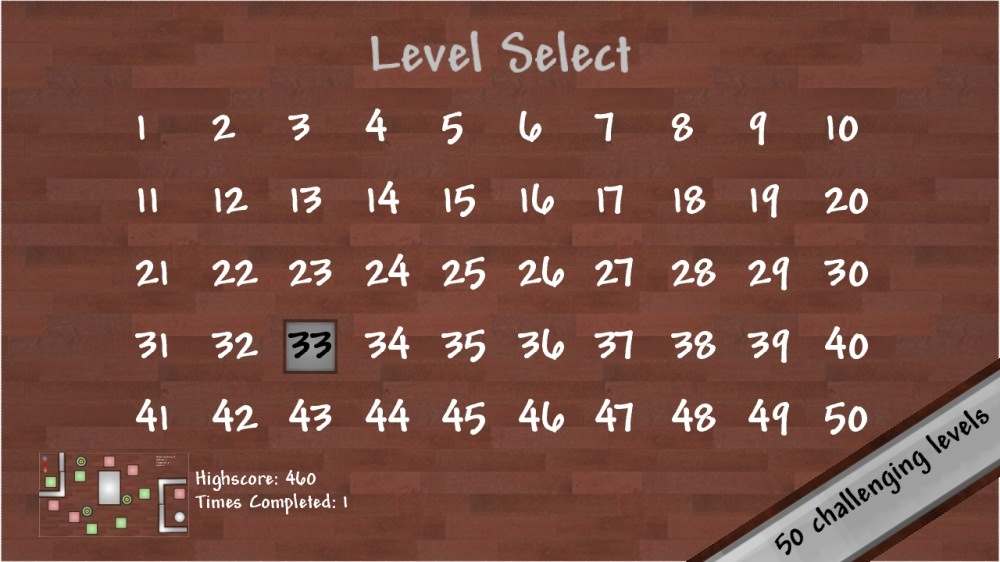 Level Select
1 2 3 4 5 6 7 8 9 10
11 12 13 14 15 16 17 18 19 20
21 22 23 24 25 26 27 28 29 30
31 32 33 34 35 36 37 38 39 40
41 42 43 44 45 46 47 48 49 50
Highscore: 460
Times Completed: 1
50 challenging levels